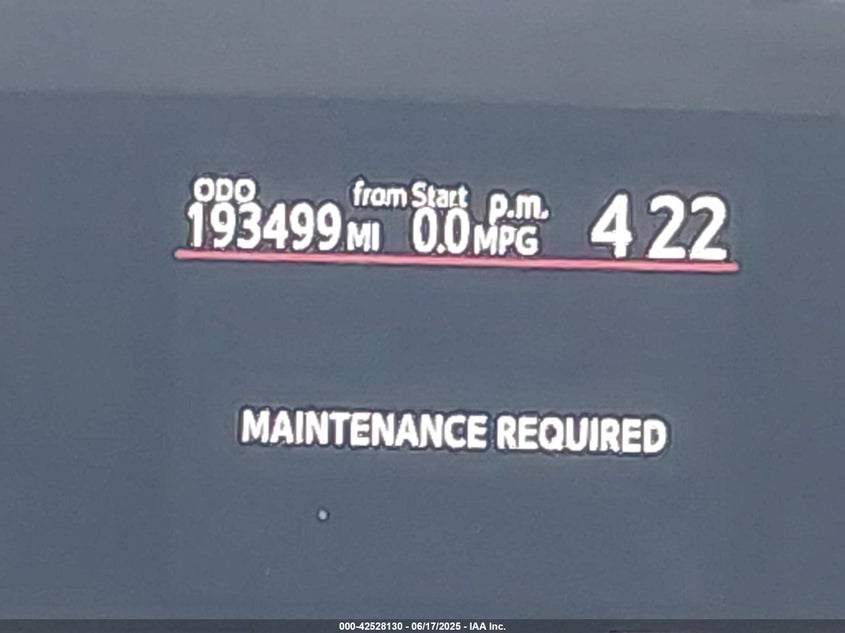 ODO from Start p.m.
193499 MI 0.0 MPG 4 22
MAINTENANCE REQUIRED
000-42528130 - 06/17/2025 - IAA Inc.